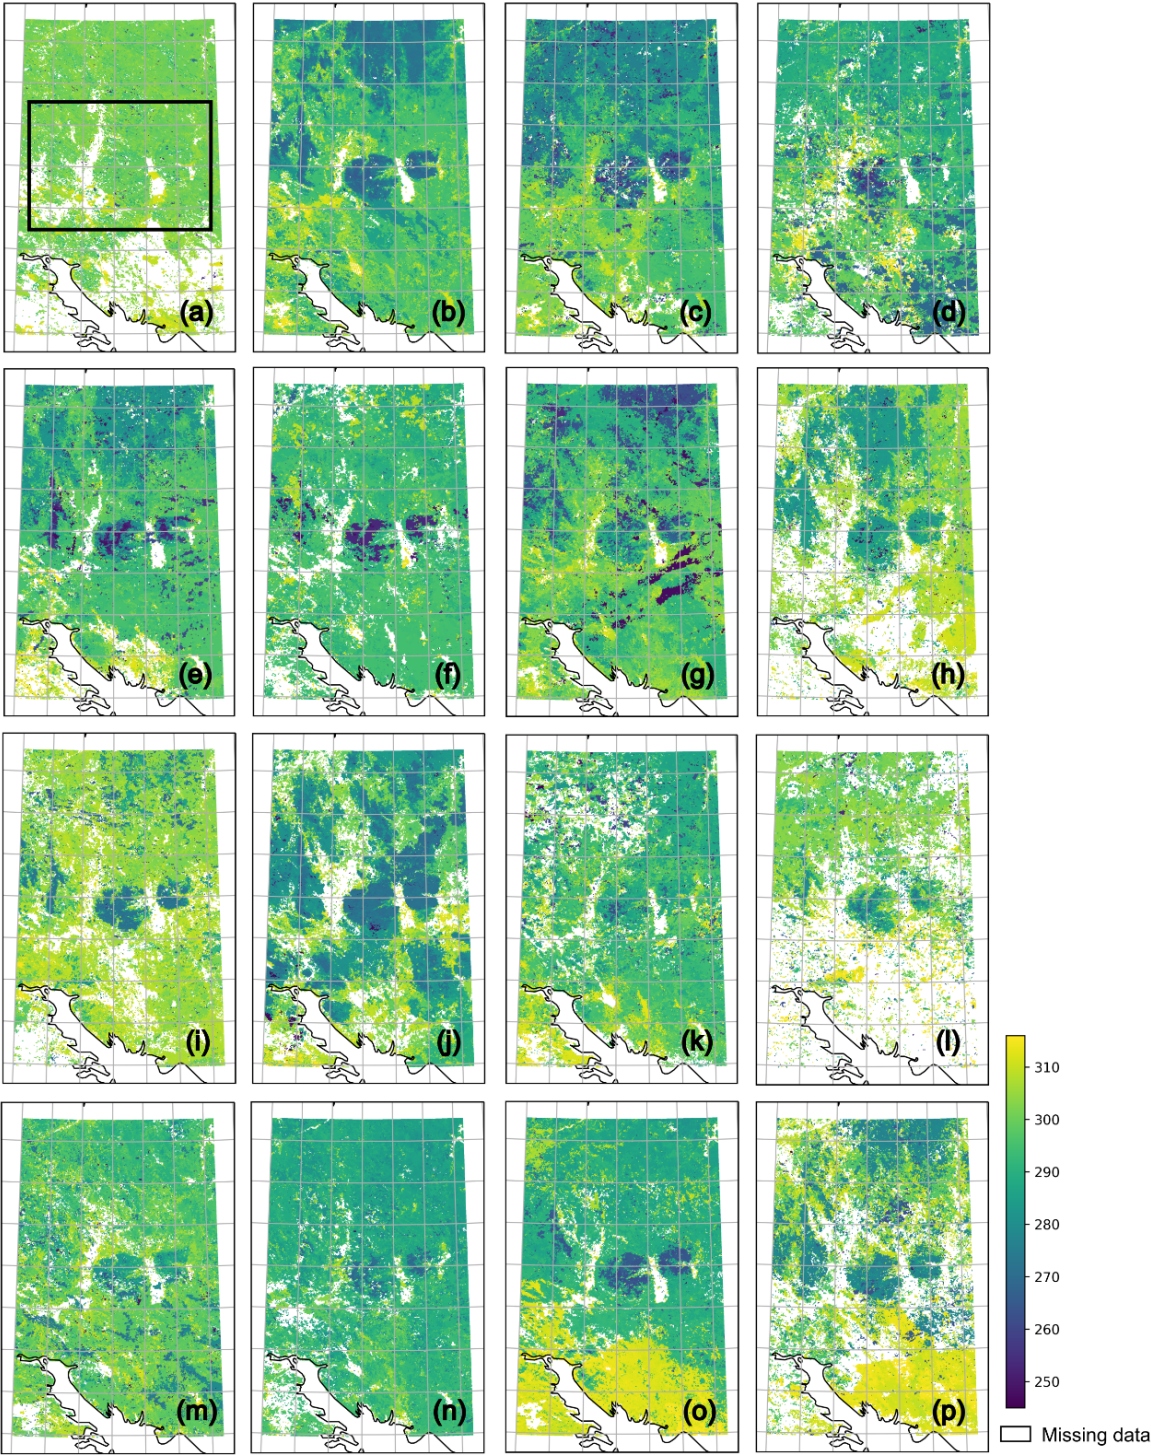 (a)
(b)
(c)
(d)
(e)
(f)
(g)
(h)
(i)
(j)
(k)
(l)
310
300
290
280
270
260
250
(m)
(n)
(o)
(p)
Missing data